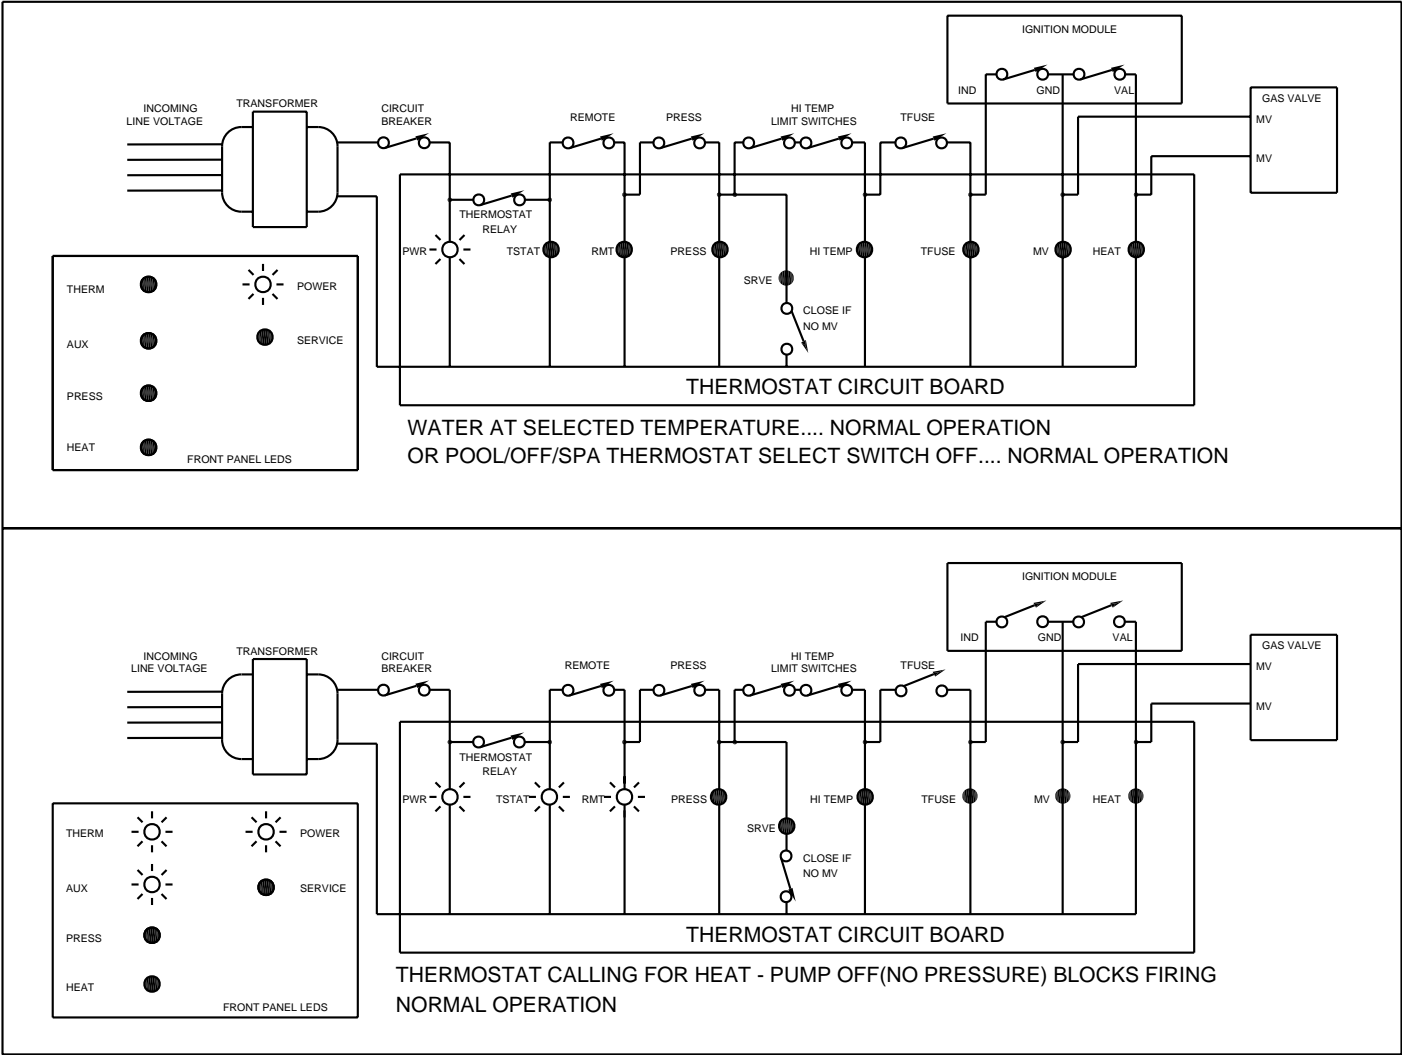 IGNITION MODULE
IND
GND
VAL
GAS VALVE
MV
MV
INCOMING
LINE VOLTAGE
TRANSFORMER
CIRCUIT
BREAKER
REMOTE
PRESS
HI TEMP
LIMIT SWITCHES
TFUSE
THERMOSTAT
RELAY
PWR
TSTAT
RMT
PRESS
HI TEMP
TFUSE
MV
HEAT
SRVE
CLOSE IF
NO MV
THERM
POWER
AUX
SERVICE
PRESS
HEAT
FRONT PANEL LEDS
THERMOSTAT CIRCUIT BOARD
WATER AT SELECTED TEMPERATURE.... NORMAL OPERATION
OR POOL/OFF/SPA THERMOSTAT SELECT SWITCH OFF.... NORMAL OPERATION
IGNITION MODULE
IND
GND
VAL
GAS VALVE
MV
MV
INCOMING
LINE VOLTAGE
TRANSFORMER
CIRCUIT
BREAKER
REMOTE
PRESS
HI TEMP
LIMIT SWITCHES
TFUSE
THERMOSTAT
RELAY
PWR
TSTAT
RMT
PRESS
HI TEMP
TFUSE
MV
HEAT
SRVE
CLOSE IF
NO MV
THERM
POWER
AUX
SERVICE
PRESS
HEAT
FRONT PANEL LEDS
THERMOSTAT CIRCUIT BOARD
THERMOSTAT CALLING FOR HEAT - PUMP OFF(NO PRESSURE) BLOCKS FIRING
NORMAL OPERATION